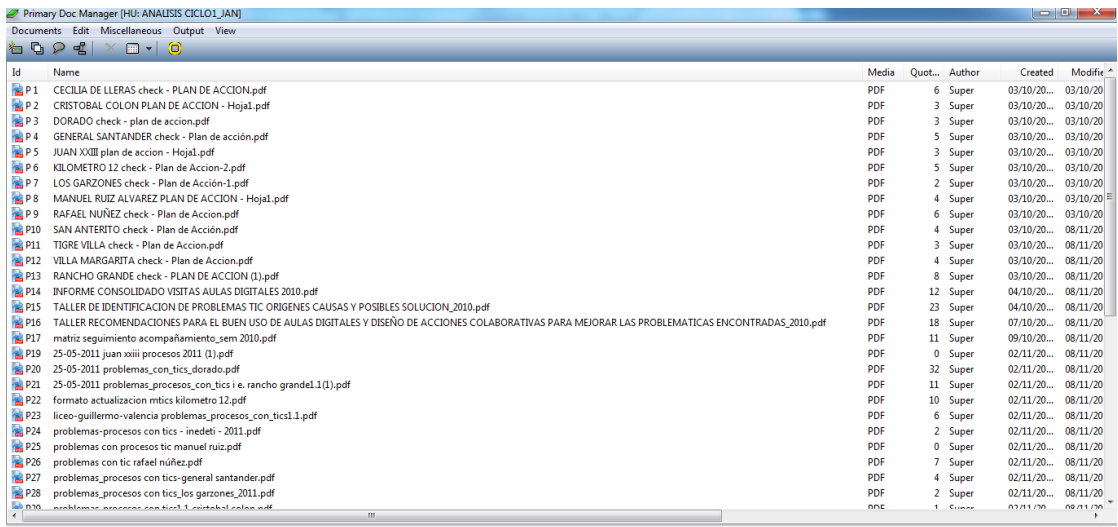 Primary Doc Manager [HU: ANALISIS CICLO1_JAN]
Documents Edit Miscellaneous Output View
Id Name Media Quot... Author Created Modifie
P 1 CECILIA DE LLERAS check - PLAN DE ACCION.pdf PDF 6 Super 03/10/20... 03/10/20
P 2 CRISTOBAL COLON PLAN DE ACCION - Hoja1.pdf PDF 3 Super 03/10/20... 03/10/20
P 3 DORADO check - plan de accion.pdf PDF 3 Super 03/10/20... 03/10/20
P 4 GENERAL SANTANDER check - Plan de acción.pdf PDF 5 Super 03/10/20... 03/10/20
P 5 JUAN XXIII plan de accion - Hoja1.pdf PDF 3 Super 03/10/20... 03/10/20
P 6 KILOMETRO 12 check - Plan de Accion-2.pdf PDF 5 Super 03/10/20... 03/10/20
P 7 LOS GARZONES check - Plan de Acción-1.pdf PDF 2 Super 03/10/20... 03/10/20
P 8 MANUEL RUIZ ALVAREZ PLAN DE ACCION - Hoja1.pdf PDF 4 Super 03/10/20... 03/10/20
P 9 RAFAEL NUÑEZ check - Plan de Accion.pdf PDF 6 Super 03/10/20... 03/10/20
P10 SAN ANTERITO check - Plan de Acción.pdf PDF 4 Super 03/10/20... 08/11/20
P11 TIGRE VILLA check - Plan de Accion.pdf PDF 3 Super 03/10/20... 08/11/20
P12 VILLA MARGARITA check - Plan de Accion.pdf PDF 4 Super 03/10/20... 08/11/20
P13 RANCHO GRANDE check - PLAN DE ACCION (1).pdf PDF 8 Super 03/10/20... 08/11/20
P14 INFORME CONSOLIDADO VISITAS AULAS DIGITALES 2010.pdf PDF 12 Super 04/10/20... 08/11/20
P15 TALLER DE IDENTIFICACION DE PROBLEMAS TIC ORIGENES CAUSAS Y POSIBLES SOLUCION_2010.pdf PDF 23 Super 04/10/20... 08/11/20
P16 TALLER RECOMENDACIONES PARA EL BUEN USO DE AULAS DIGITALES Y DISEÑO DE ACCIONES COLABORATIVAS PARA MEJORAR LAS PROBLEMATICAS ENCONTRADAS_2010.pdf PDF 18 Super 07/10/20... 08/11/20
P17 matriz seguimiento acompañamiento_sem 2010.pdf PDF 11 Super 09/10/20... 08/11/20
P19 25-05-2011 juan xxiii procesos 2011 (1).pdf PDF 0 Super 02/11/20... 08/11/20
P20 25-05-2011 problemas_con_tics_dorado.pdf PDF 32 Super 02/11/20... 08/11/20
P21 25-05-2011 problemas_procesos_con_tics i e. rancho grande1.1(1).pdf PDF 11 Super 02/11/20... 08/11/20
P22 formato actualizacion mtics kilometro 12.pdf PDF 10 Super 02/11/20... 08/11/20
P23 liceo-guillermo-valencia problemas_procesos_con_tics1.1.pdf PDF 6 Super 02/11/20... 08/11/20
P24 problemas-procesos con tics - inedeti - 2011.pdf PDF 2 Super 02/11/20... 08/11/20
P25 problemas con procesos tic manuel ruiz.pdf PDF 0 Super 02/11/20... 08/11/20
P26 problemas con tic rafael núñez.pdf PDF 7 Super 02/11/20... 08/11/20
P27 problemas_procesos con tics-general santander.pdf PDF 4 Super 02/11/20... 08/11/20
P28 problemas_procesos con tics_los garzones_2011.pdf PDF 2 Super 02/11/20... 08/11/20
P29 problemas_procesos con tics1.1 cristobal colon.pdf PDF 1 Super 02/11/20... 08/11/20